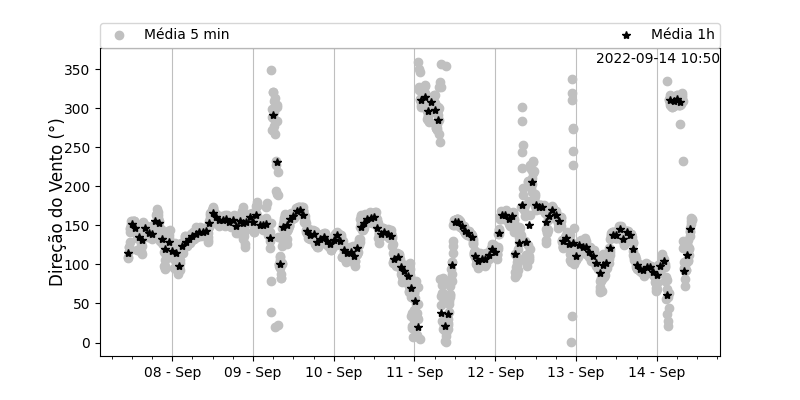 Média 5 min
Média 1h
2022-09-14 10:50
Direção do Vento (°)
350
300
250
200
150
100
50
0
08 - Sep
09 - Sep
10 - Sep
11 - Sep
12 - Sep
13 - Sep
14 - Sep